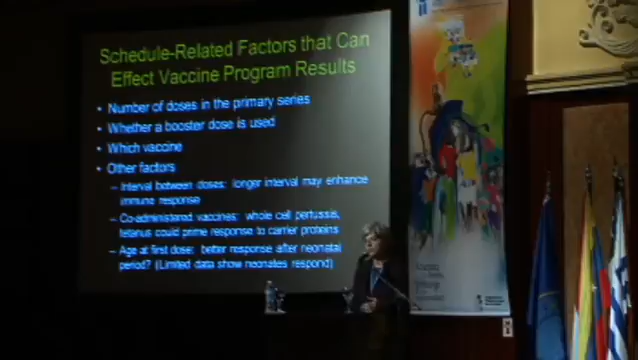 Schedule-Related Factors that Can
Effect Vaccine Program Results
• Number of doses in the primary series
• Whether a booster dose is used
• Which vaccine
• Other factors
– Interval between doses: longer interval may enhance
immune response
– Co-administered vaccines: whole cell pertussis,
tetanus could prime response to carrier proteins
– Age at first dose: better response after neonatal
period? (Limited data show neonates respond)